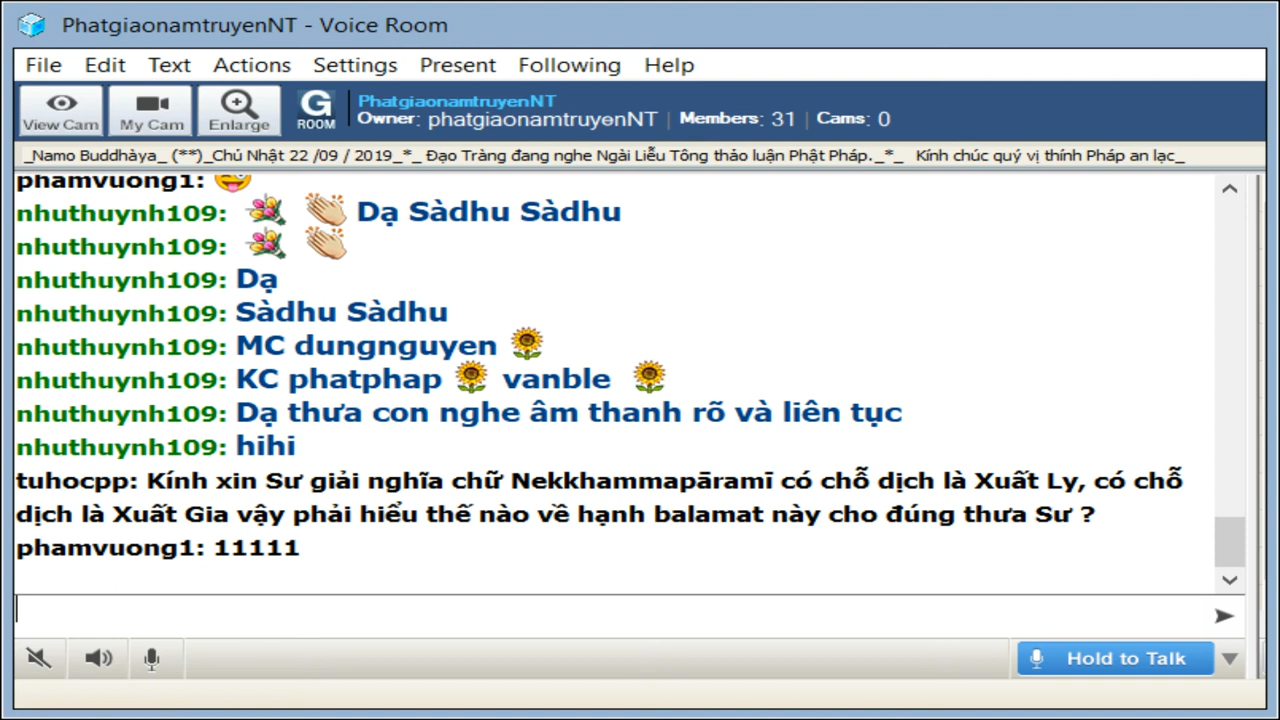 PhatgiaonamtruyenNT - Voice Room
File Edit Text Actions Settings Present Following Help
View Cam My Cam Enlarge G ROOM
PhatgiaonamtruyenNT
Owner: phatgiaonamtruyenNT Members: 31 Cams: 0
_Namo Buddhàya_ (**)_Chủ Nhật 22 /09 / 2019_*_ Đạo Tràng đang nghe Ngài Liễu Tông thảo luận Phật Pháp._*_ Kính chúc quý vị thính Pháp an lạc_
phamvuong1:
nhuthuynh109: Dạ Sàdhu Sàdhu
nhuthuynh109:
nhuthuynh109: Dạ
nhuthuynh109: Sàdhu Sàdhu
nhuthuynh109: MC dungnguyen
nhuthuynh109: KC phatphap vanble
nhuthuynh109: Dạ thưa con nghe âm thanh rõ và liên tục
nhuthuynh109: hihi
tuhocpp: Kính xin Sư giải nghĩa chữ Nekkhammapāramī có chỗ dịch là Xuất Ly, có chỗ
dịch là Xuất Gia vậy phải hiểu thế nào về hạnh balamat này cho đúng thưa Sư ?
phamvuong1: 11111
Hold to Talk